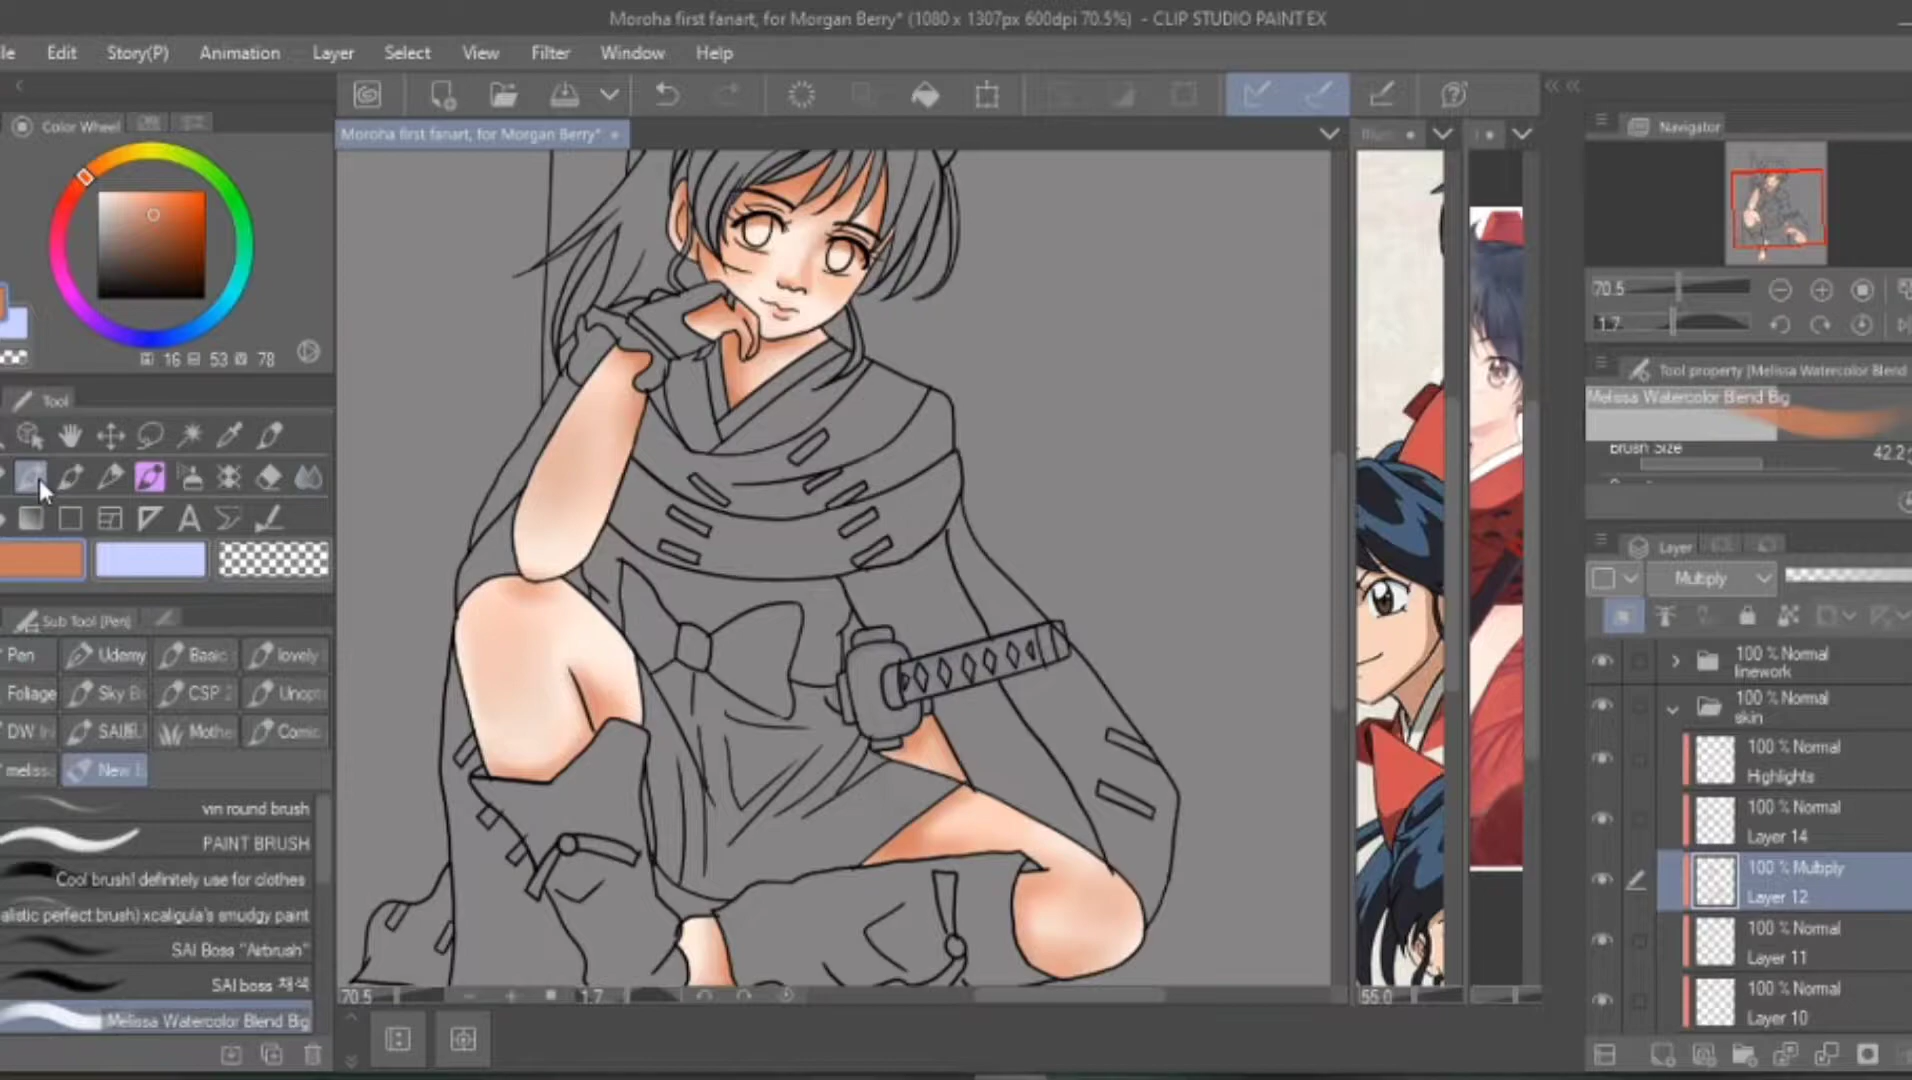 Moroha first fanart, for Morgan Berry* (1080 x 1307px 600dpi 70.5%) - CLIP STUDIO PAINT EX
le Edit Story(P) Animation Layer Select View Filter Window Help
Color Wheel
Moroha first fanart, for Morgan Berry*
Navigator
16 53 78
70.5
1.7
Tool
Tool property [Melissa Watercolor Blend
Melissa Watercolor Blend Big
Brush Size 42.2
Layer
Multiply
Sub Tool [Pen]
Pen Udemy Basic lovely
Foliage Sky B CSP
DW SAI Mothe Comic
melissa New
vin round brush
PAINT BRUSH
Cool brush! definitely use for clothes
alistic perfect brush) xcaligula's smudgy paint
SAI Boss "Airbrush"
SAI boss 채색
Melissa Watercolor Blend Big
100 % Normal
linework
100 % Normal
skin
100 % Normal
Highlights
100 % Normal
Layer 14
100 % Multiply
Layer 12
100 % Normal
Layer 11
100 % Normal
Layer 10
70.5 1.7 55.0